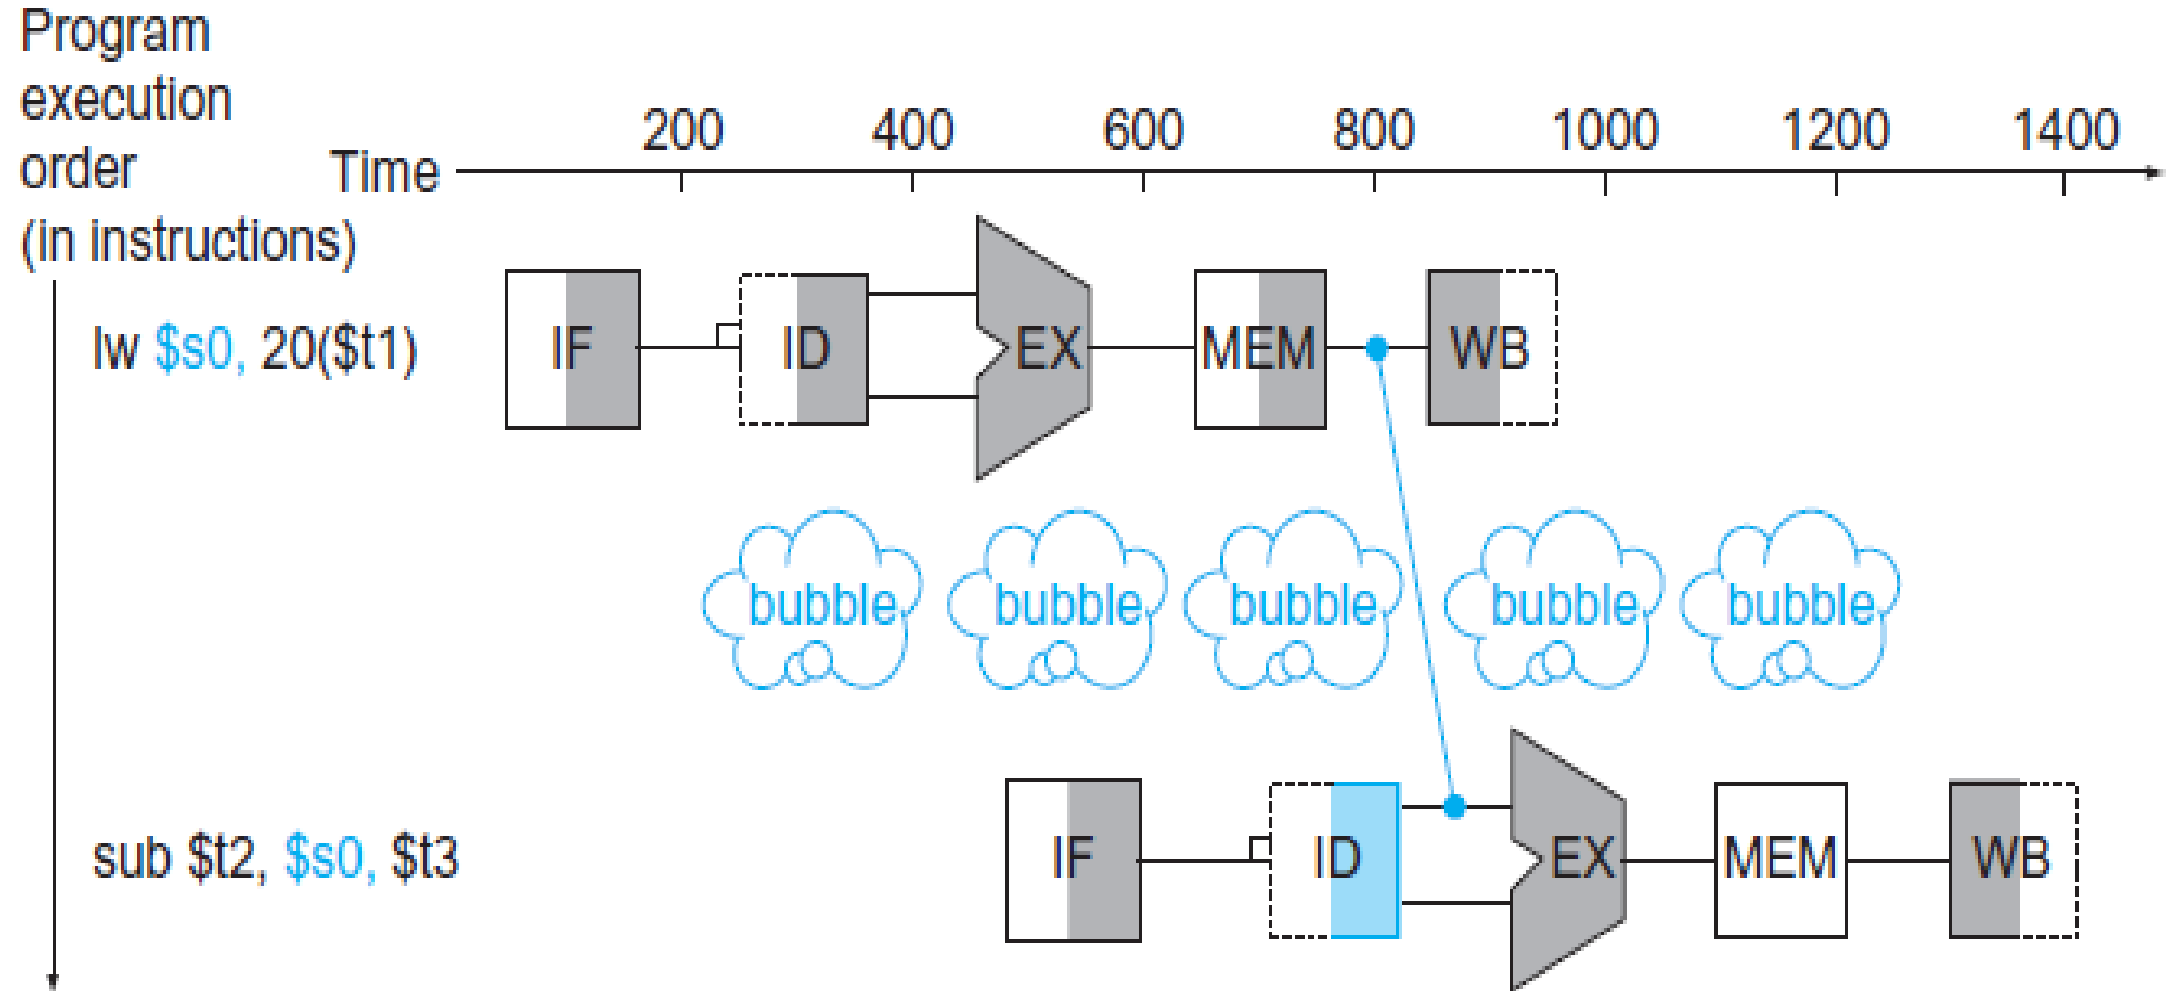 Program
execution
order
(in instructions)
Time
200 400 600 800 1000 1200 1400
lw $s0, 20($t1)
IF ID EX MEM WB
bubble bubble bubble bubble bubble
sub $t2, $s0, $t3
IF ID EX MEM WB